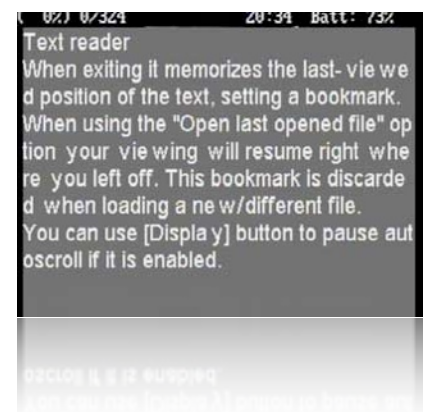 ( 0%) 0/324 20:34 Batt: 73%
Text reader
When exiting it memorizes the last- vie we
d position of the text, setting a bookmark.
When using the "Open last opened file" op
tion your vie wing will resume right whe
re you left off. This bookmark is discarde
d when loading a ne w/different file.
You can use [Displa y] button to pause aut
oscroll if it is enabled.